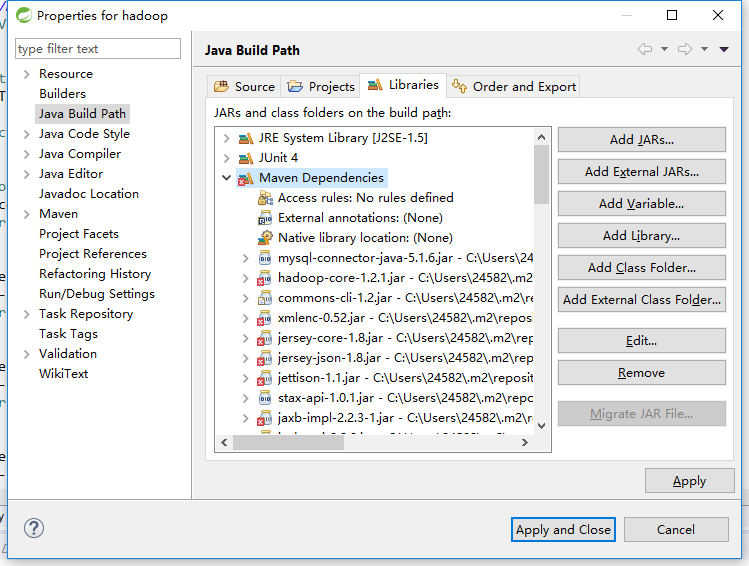 Properties for hadoop
type filter text
Resource
Builders
Java Build Path
Java Code Style
Java Compiler
Java Editor
Javadoc Location
Maven
Project Facets
Project References
Refactoring History
Run/Debug Settings
Task Repository
Task Tags
Validation
WikiText
Java Build Path
Source
Projects
Libraries
Order and Export
JARs and class folders on the build path:
JRE System Library [J2SE-1.5]
JUnit 4
Maven Dependencies
Access rules: No rules defined
External annotations: (None)
Native library location: (None)
mysql-connector-java-5.1.6.jar - C:\Users\24582\.m
hadoop-core-1.2.1.jar - C:\Users\24582\.m2\repos
commons-cli-1.2.jar - C:\Users\24582\.m2\reposit
xmlenc-0.52.jar - C:\Users\24582\.m2\reposi
jersey-core-1.8.jar - C:\Users\24582\.m2\rep
jersey-json-1.8.jar - C:\Users\24582\.m2\rep
jettison-1.1.jar - C:\Users\24582\.m2\reposit
stax-api-1.0.1.jar - C:\Users\24582\.m2\repo
jaxb-impl-2.2.3-1.jar - C:\Users\24582\.m2\r
Add JARs...
Add External JARs...
Add Variable...
Add Library...
Add Class Folder...
Add External Class Folder...
Edit...
Remove
Migrate JAR File...
Apply
Apply and Close
Cancel